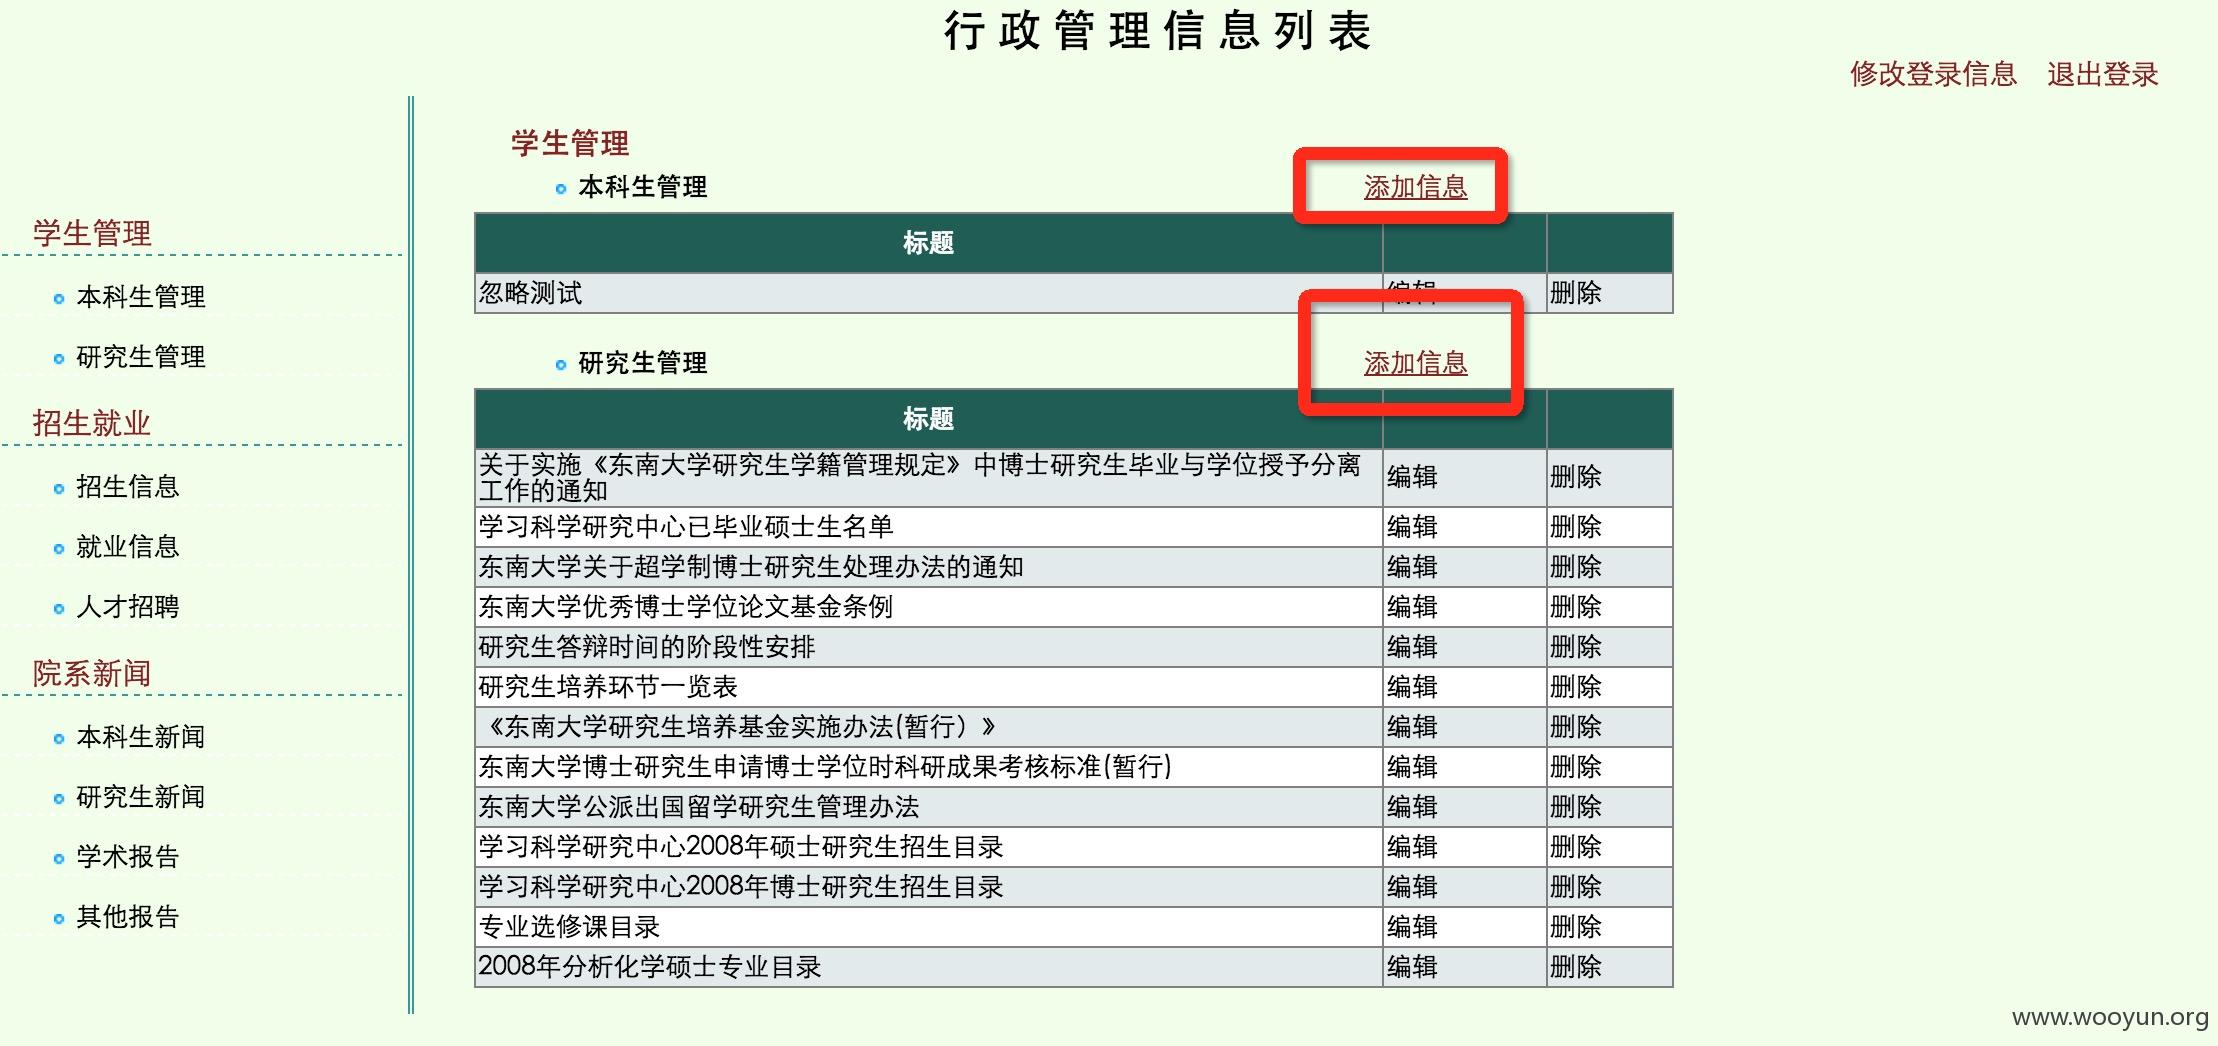 行政管理信息列表
修改登录信息 退出登录
学生管理
本科生管理
研究生管理
招生就业
招生信息
就业信息
人才招聘
院系新闻
本科生新闻
研究生新闻
学术报告
其他报告
学生管理
本科生管理 添加信息
标题
忽略测试 编辑 删除
研究生管理 添加信息
标题
关于实施《东南大学研究生学籍管理规定》中博士研究生毕业与学位授予分离
工作的通知 编辑 删除
学习科学研究中心已毕业硕士生名单 编辑 删除
东南大学关于超学制博士研究生处理办法的通知 编辑 删除
东南大学优秀博士学位论文基金条例 编辑 删除
研究生答辩时间的阶段性安排 编辑 删除
研究生培养环节一览表 编辑 删除
《东南大学研究生培养基金实施办法(暂行）》 编辑 删除
东南大学博士研究生申请博士学位时科研成果考核标准(暂行) 编辑 删除
东南大学公派出国留学研究生管理办法 编辑 删除
学习科学研究中心2008年硕士研究生招生目录 编辑 删除
学习科学研究中心2008年博士研究生招生目录 编辑 删除
专业选修课目录 编辑 删除
2008年分析化学硕士专业目录 编辑 删除
www.wooyun.org